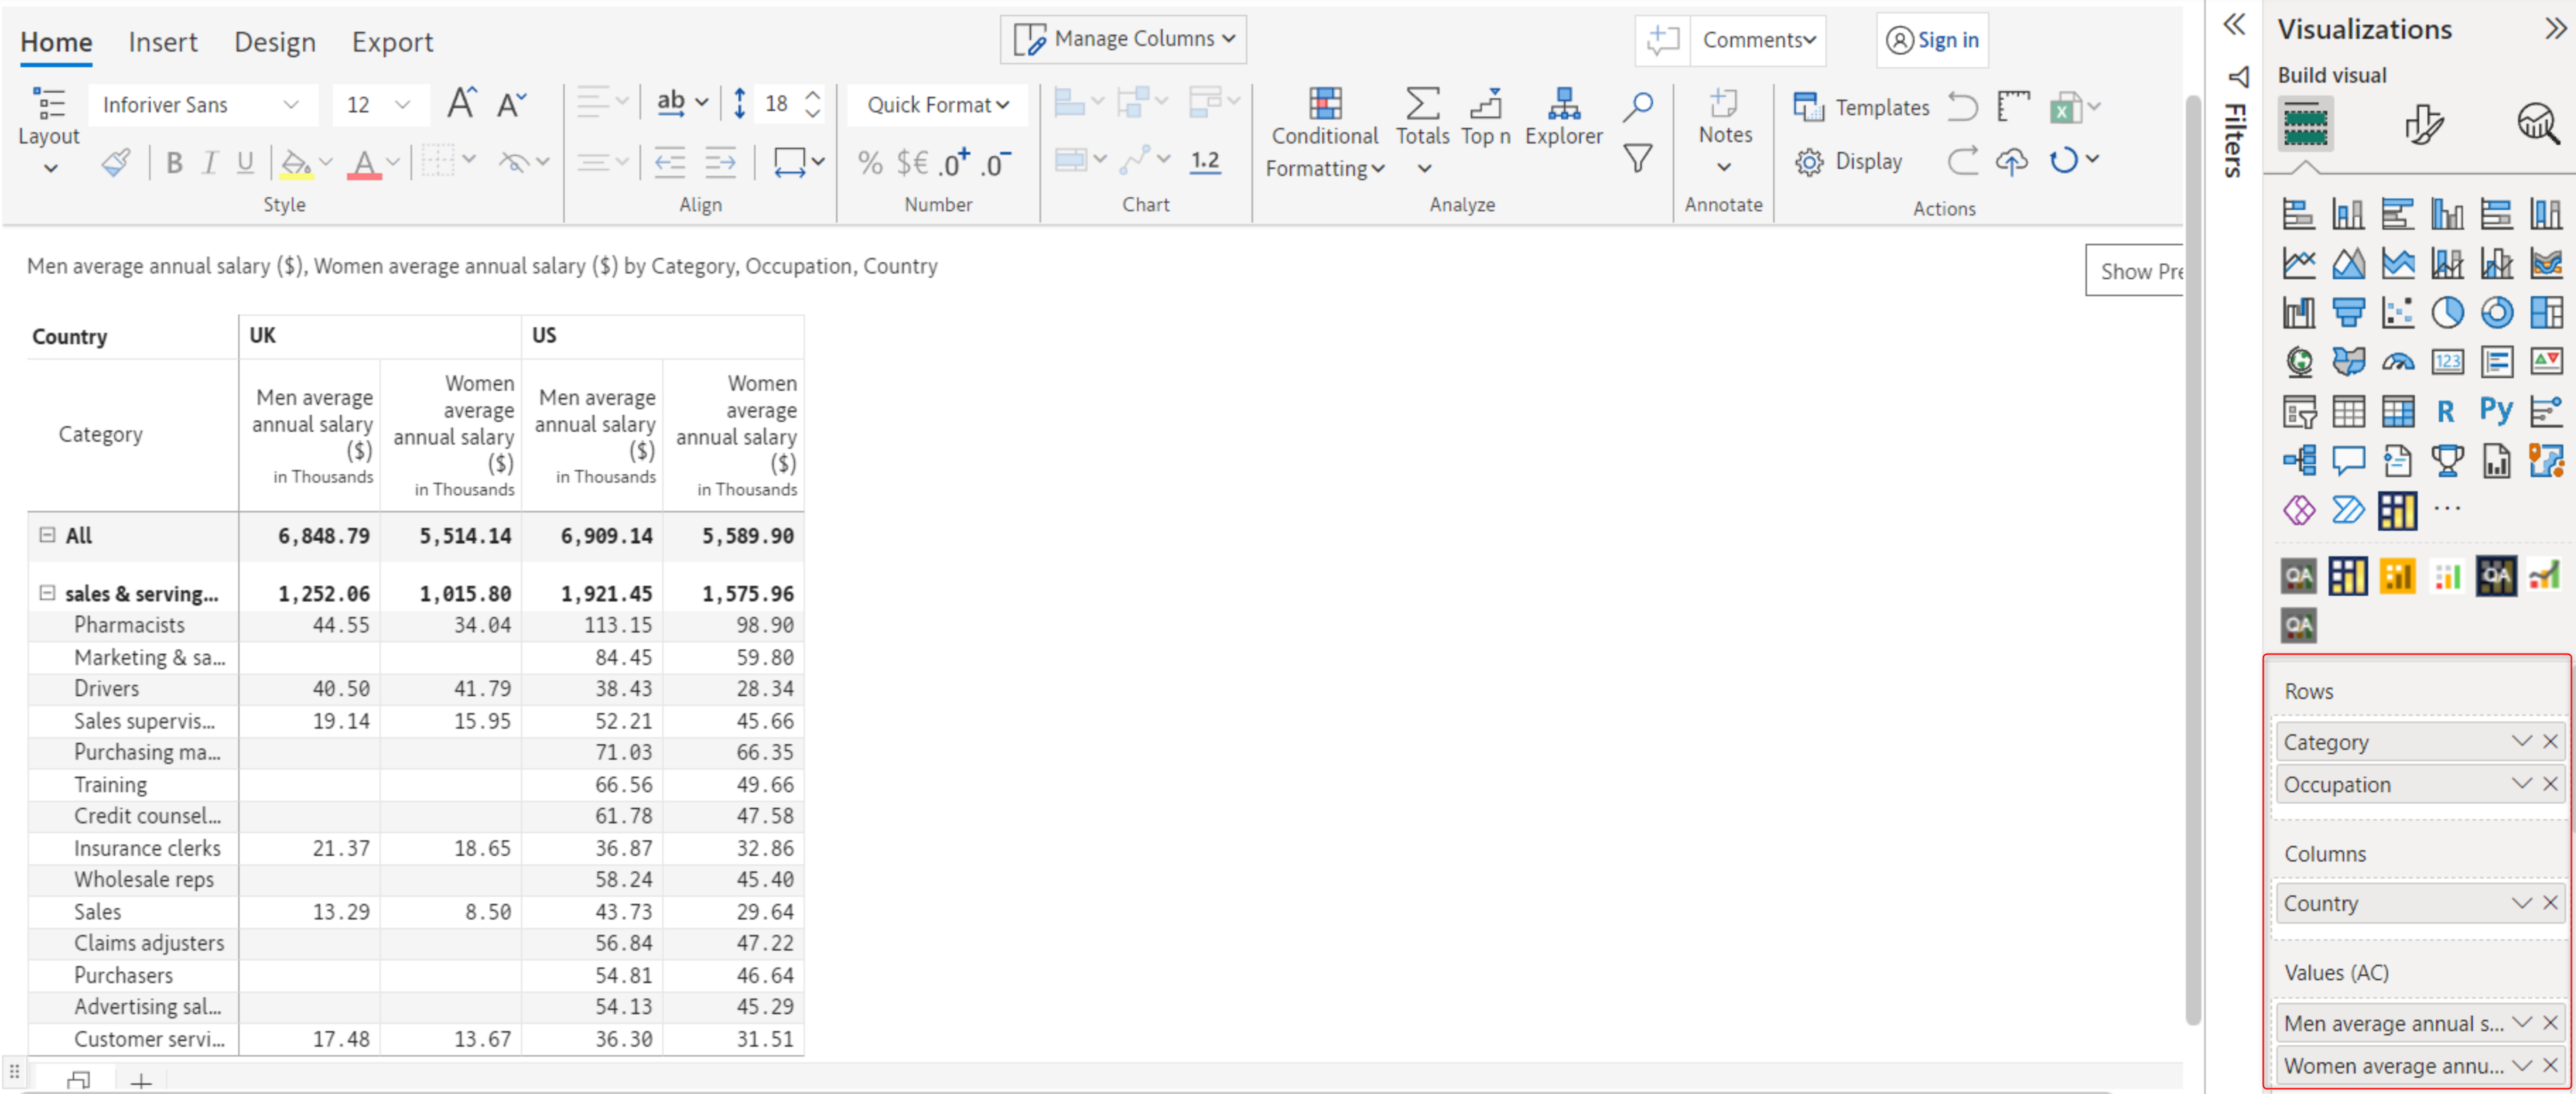 Home Insert Design Export Manage Columns Comments Sign in
Layout Inforiver Sans 12 A A ab 18 Quick Format Conditional Formatting Totals Top n Explorer Notes Templates
B I U A % $€ .0+ .0- 1.2 Display
Style Align Number Chart Analyze Annotate Actions
Men average annual salary ($), Women average annual salary ($) by Category, Occupation, Country
Show Pre
Country UK US
Category Men average annual salary ($) in Thousands Women average annual salary ($) in Thousands Men average annual salary ($) in Thousands Women average annual salary ($) in Thousands
All 6,848.79 5,514.14 6,909.14 5,589.90
sales & serving... 1,252.06 1,015.80 1,921.45 1,575.96
Pharmacists 44.55 34.04 113.15 98.90
Marketing & sa... 84.45 59.80
Drivers 40.50 41.79 38.43 28.34
Sales supervis... 19.14 15.95 52.21 45.66
Purchasing ma... 71.03 66.35
Training 66.56 49.66
Credit counsel... 61.78 47.58
Insurance clerks 21.37 18.65 36.87 32.86
Wholesale reps 58.24 45.40
Sales 13.29 8.50 43.73 29.64
Claims adjusters 56.84 47.22
Purchasers 54.81 46.64
Advertising sal... 54.13 45.29
Customer servi... 17.48 13.67 36.30 31.51
Filters
Visualizations
Build visual
123
R Py
...
QA QA
QA
Rows
Category
Occupation
Columns
Country
Values (AC)
Men average annual s...
Women average annu...